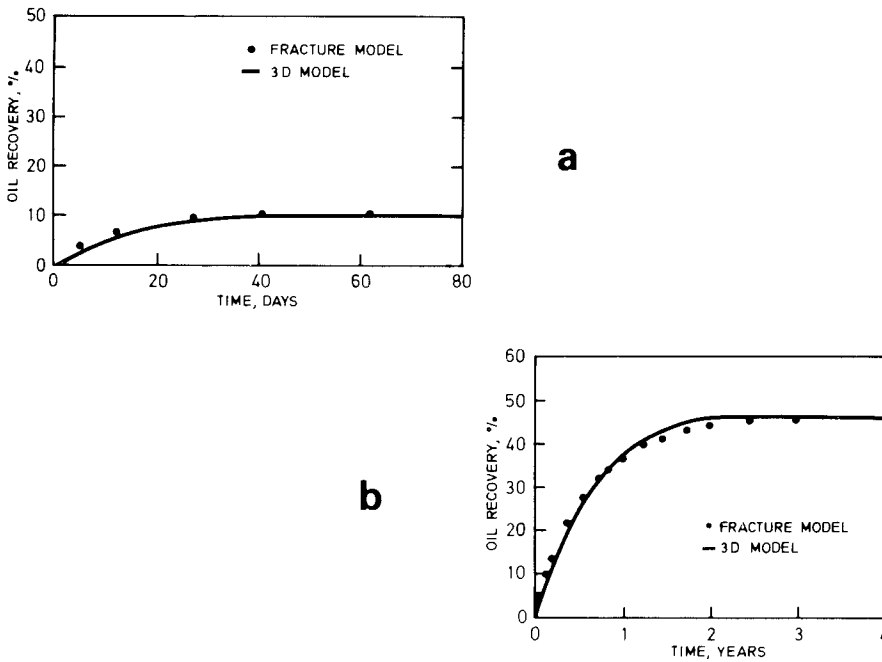 50
40
30
20
10
0
OIL RECOVERY, %
• FRACTURE MODEL
— 3D MODEL
0 20 40 60 80
TIME, DAYS
a
60
50
40
30
20
10
0
OIL RECOVERY, %
• FRACTURE MODEL
— 3D MODEL
0 1 2 3 4
TIME, YEARS
b